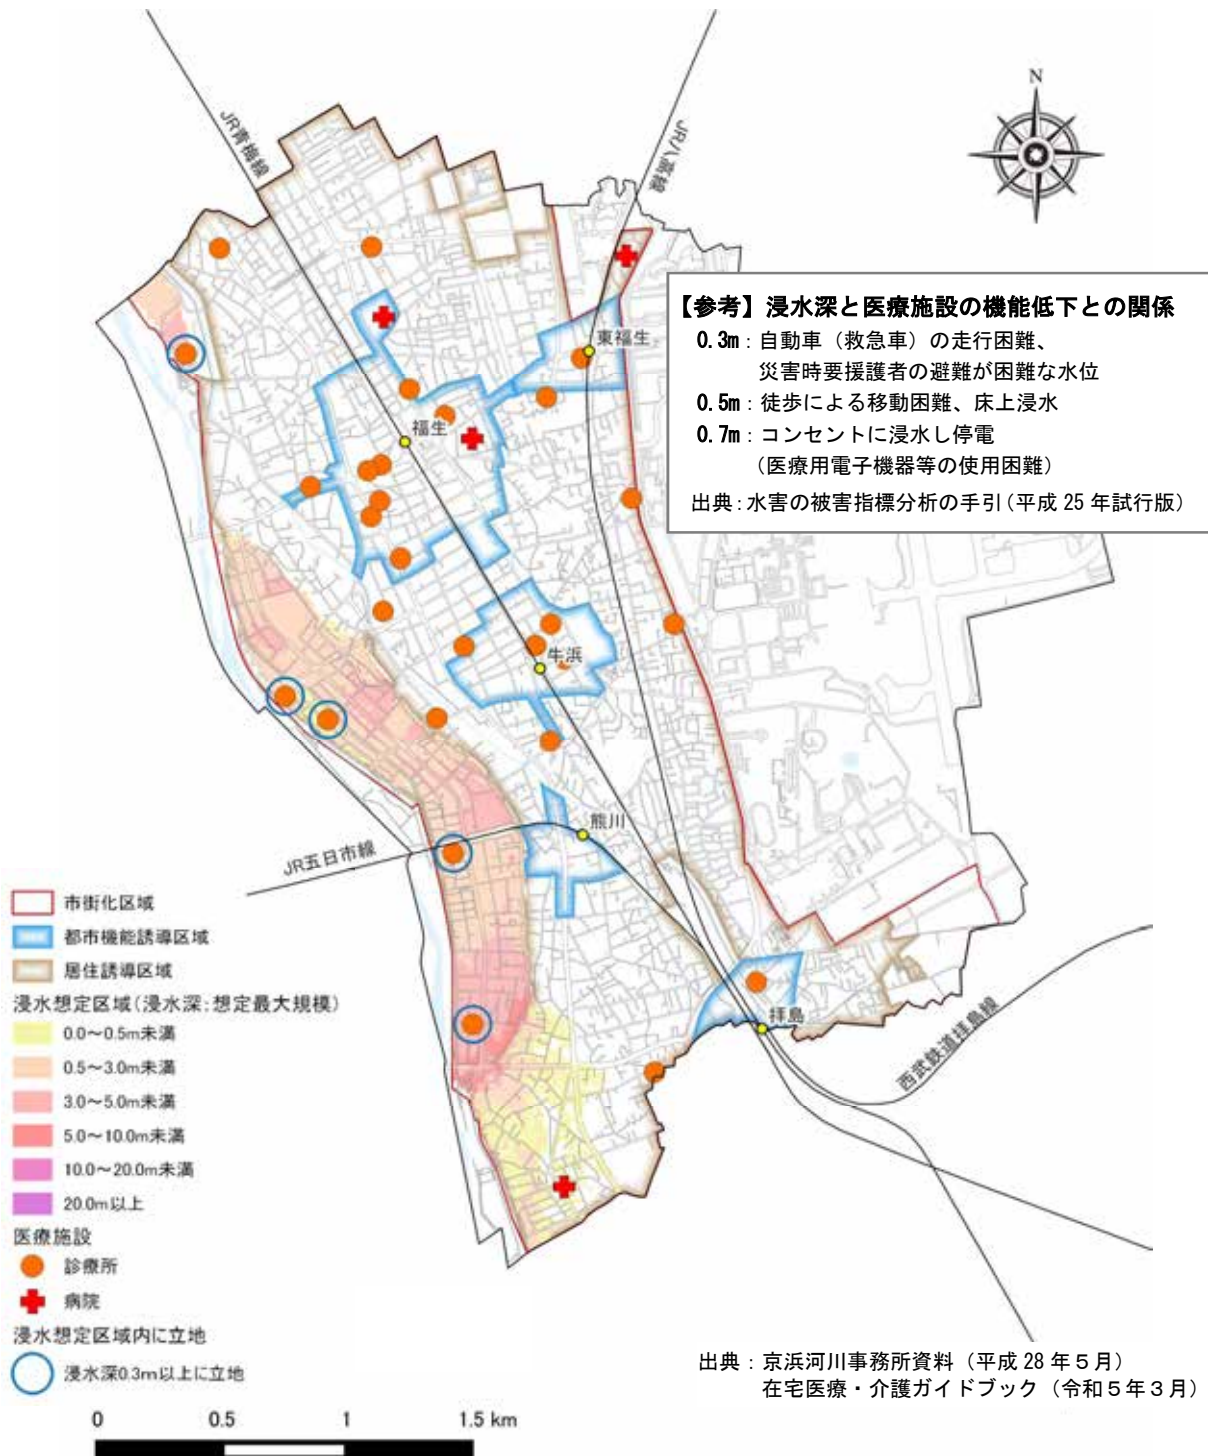 N
JR青梅線
JR八高線
【参考】浸水深と医療施設の機能低下との関係
0.3m：自動車（救急車）の走行困難、
災害時要援護者の避難が困難な水位
0.5m：徒歩による移動困難、床上浸水
0.7m：コンセントに浸水し停電
（医療用電子機器等の使用困難）
出典：水害の被害指標分析の手引（平成25年試行版）
東福生
福生
牛浜
熊川
JR五日市線
拝島
西武鉄道拝島線
市街化区域
都市機能誘導区域
居住誘導区域
浸水想定区域（浸水深：想定最大規模）
0.0～0.5m未満
0.5～3.0m未満
3.0～5.0m未満
5.0～10.0m未満
10.0～20.0m未満
20.0m以上
医療施設
診療所
病院
浸水想定区域内に立地
浸水深0.3m以上に立地
出典：京浜河川事務所資料（平成28年５月）
在宅医療・介護ガイドブック（令和５年３月）
0 0.5 1 1.5 km